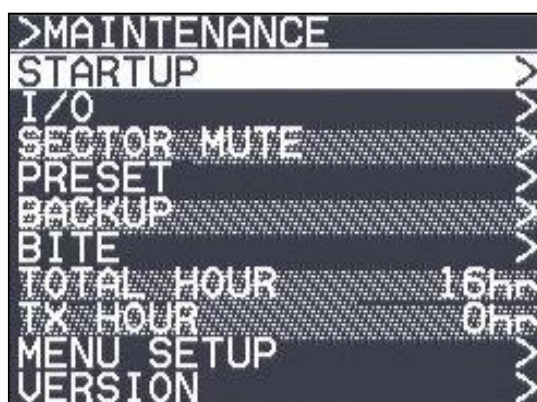 >MAINTENANCE
STARTUP >
I/O >
SECTOR MUTE >
PRESET >
BACKUP >
BITE >
TOTAL HOUR 16hr
TX HOUR 0hr
MENU SETUP >
VERSION >